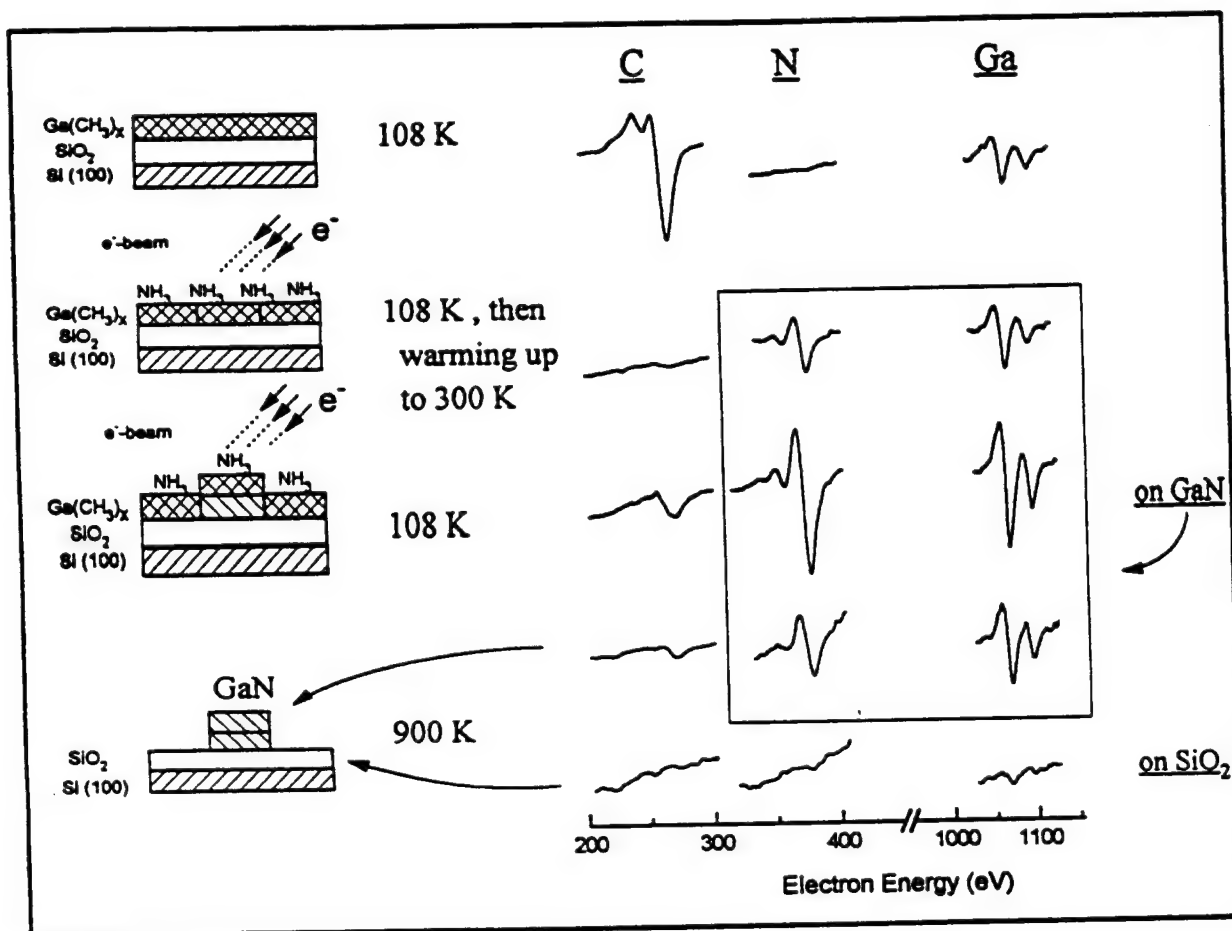 C N Ga
Ga(CH₃)ₓ
SiO₂
Si (100)
108 K
e⁻-beam
e⁻
NH₃ NH₃ NH₃ NH₃
Ga(CH₃)ₓ
SiO₂
Si (100)
108 K , then
warming up
to 300 K
e⁻-beam
e⁻
NH₃
NH₃ NH₃
Ga(CH₃)ₓ
SiO₂
Si (100)
108 K
on GaN
GaN
900 K
SiO₂
Si (100)
on SiO₂
200 300 400 1000 1100
Electron Energy (eV)